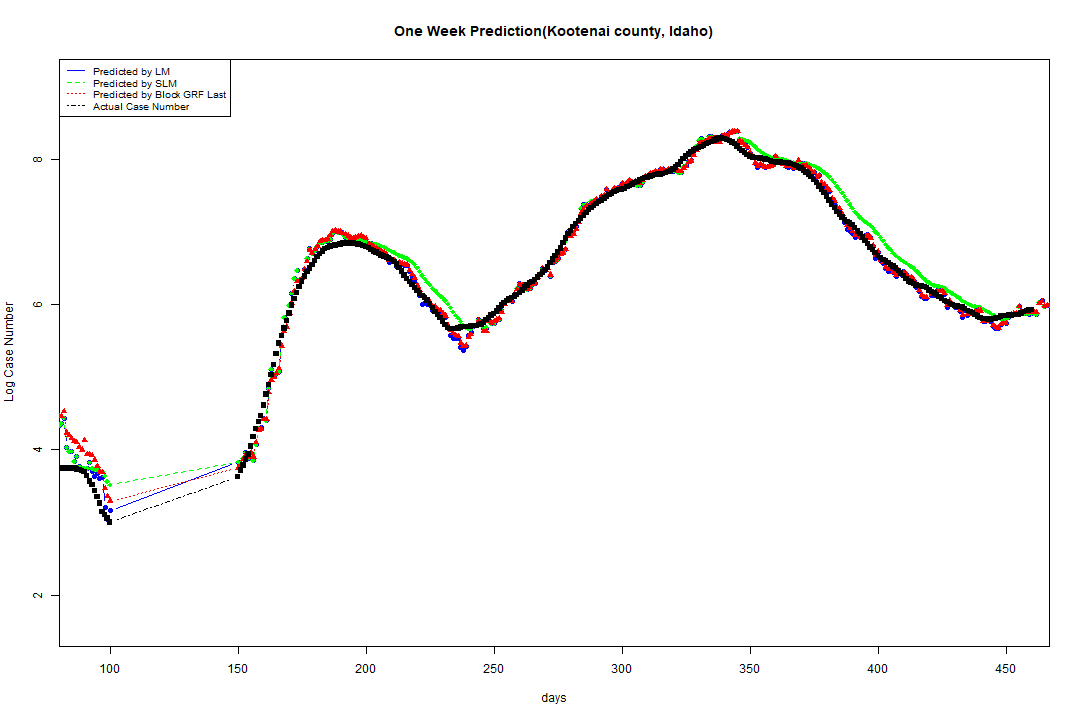 One Week Prediction(Kootenai county, Idaho)
Predicted by LM
Predicted by SLM
Predicted by Block GRF Last
Actual Case Number
Log Case Number
8
6
4
2
100 150 200 250 300 350 400 450
days